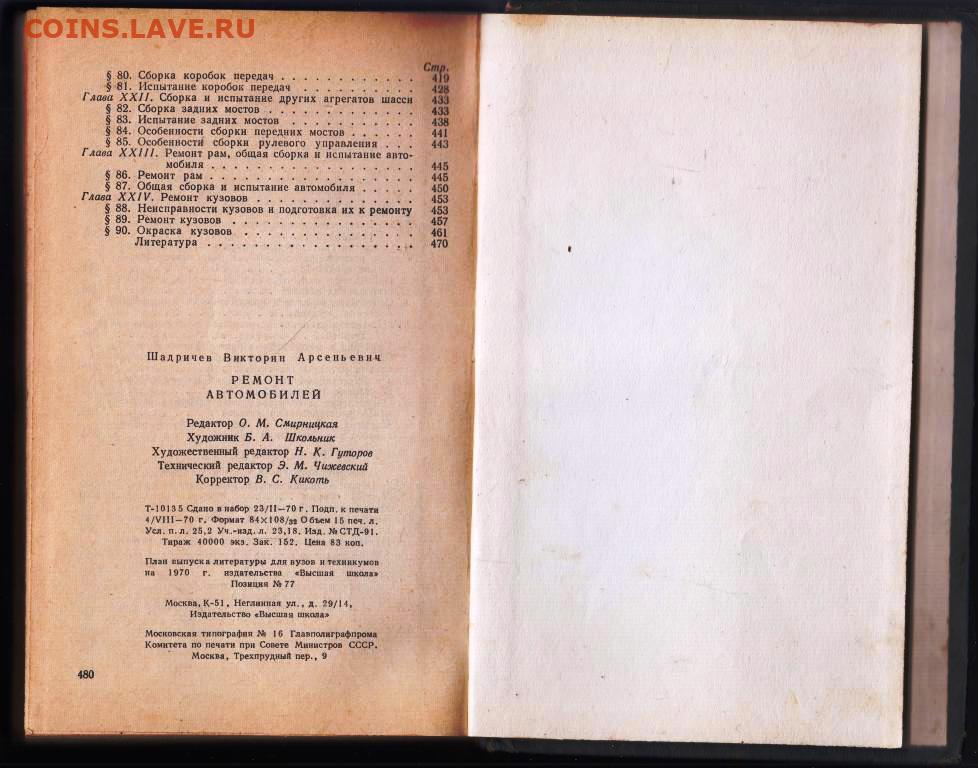 COINS.LAVE.RU
Стр.
§ 80. Сборка коробок передач . . . . . . . . . . . . 419
§ 81. Испытание коробок передач . . . . . . . . . . 428
Глава XXII. Сборка и испытание других агрегатов шасси 433
§ 82. Сборка задних мостов . . . . . . . . . . . . . 433
§ 83. Испытание задних мостов . . . . . . . . . . . 438
§ 84. Особенности сборки передних мостов . . . . . . 441
§ 85. Особенности сборки рулевого управления . . . 443
Глава XXIII. Ремонт рам, общая сборка и испытание авто-
мобиля . . . . . . . . . . . . . . . . . . 445
§ 86. Ремонт рам . . . . . . . . . . . . . . . . . . 445
§ 87. Общая сборка и испытание автомобиля . . . . . 450
Глава XXIV. Ремонт кузовов . . . . . . . . . . . . . . 453
§ 88. Неисправности кузовов и подготовка их к ремонту 453
§ 89. Ремонт кузовов . . . . . . . . . . . . . . . . 457
§ 90. Окраска кузовов . . . . . . . . . . . . . . . 461
Литература . . . . . . . . . . . . . . . . . . 470
Шадричев Викторин Арсеньевич
РЕМОНТ
АВТОМОБИЛЕЙ
Редактор О. М. Смирницкая
Художник Б. А. Школьник
Художественный редактор Н. К. Гуторов
Технический редактор Э. М. Чижевский
Корректор В. С. Кикоть
Т-10135 Сдано в набор 23/II—70 г. Подп. к печати
4/VIII—70 г. Формат 84×108/32 Объем 15 печ. л.
Усл. п. л. 25,2 Уч.-изд. л. 23,18. Изд. № СТД-91.
Тираж 40000 экз. Зак. 152. Цена 83 коп.
План выпуска литературы для вузов и техникумов
на 1970 г. издательства «Высшая школа»
Позиция № 77
Москва, К-51, Неглинная ул., д. 29/14,
Издательство «Высшая школа»
Московская типография № 16 Главполиграфпрома
Комитета по печати при Совете Министров СССР.
Москва, Трехпрудный пер., 9
480